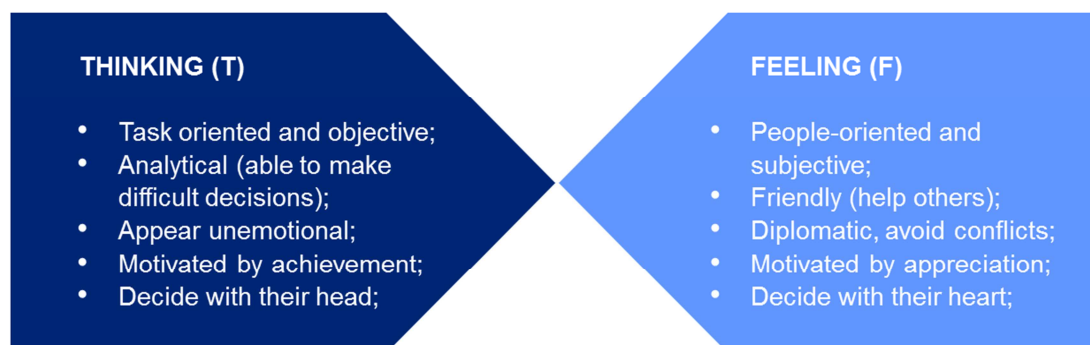 THINKING (T)
• Task oriented and objective;
• Analytical (able to make
difficult decisions);
• Appear unemotional;
• Motivated by achievement;
• Decide with their head;
FEELING (F)
• People-oriented and
subjective;
• Friendly (help others);
• Diplomatic, avoid conflicts;
• Motivated by appreciation;
• Decide with their heart;